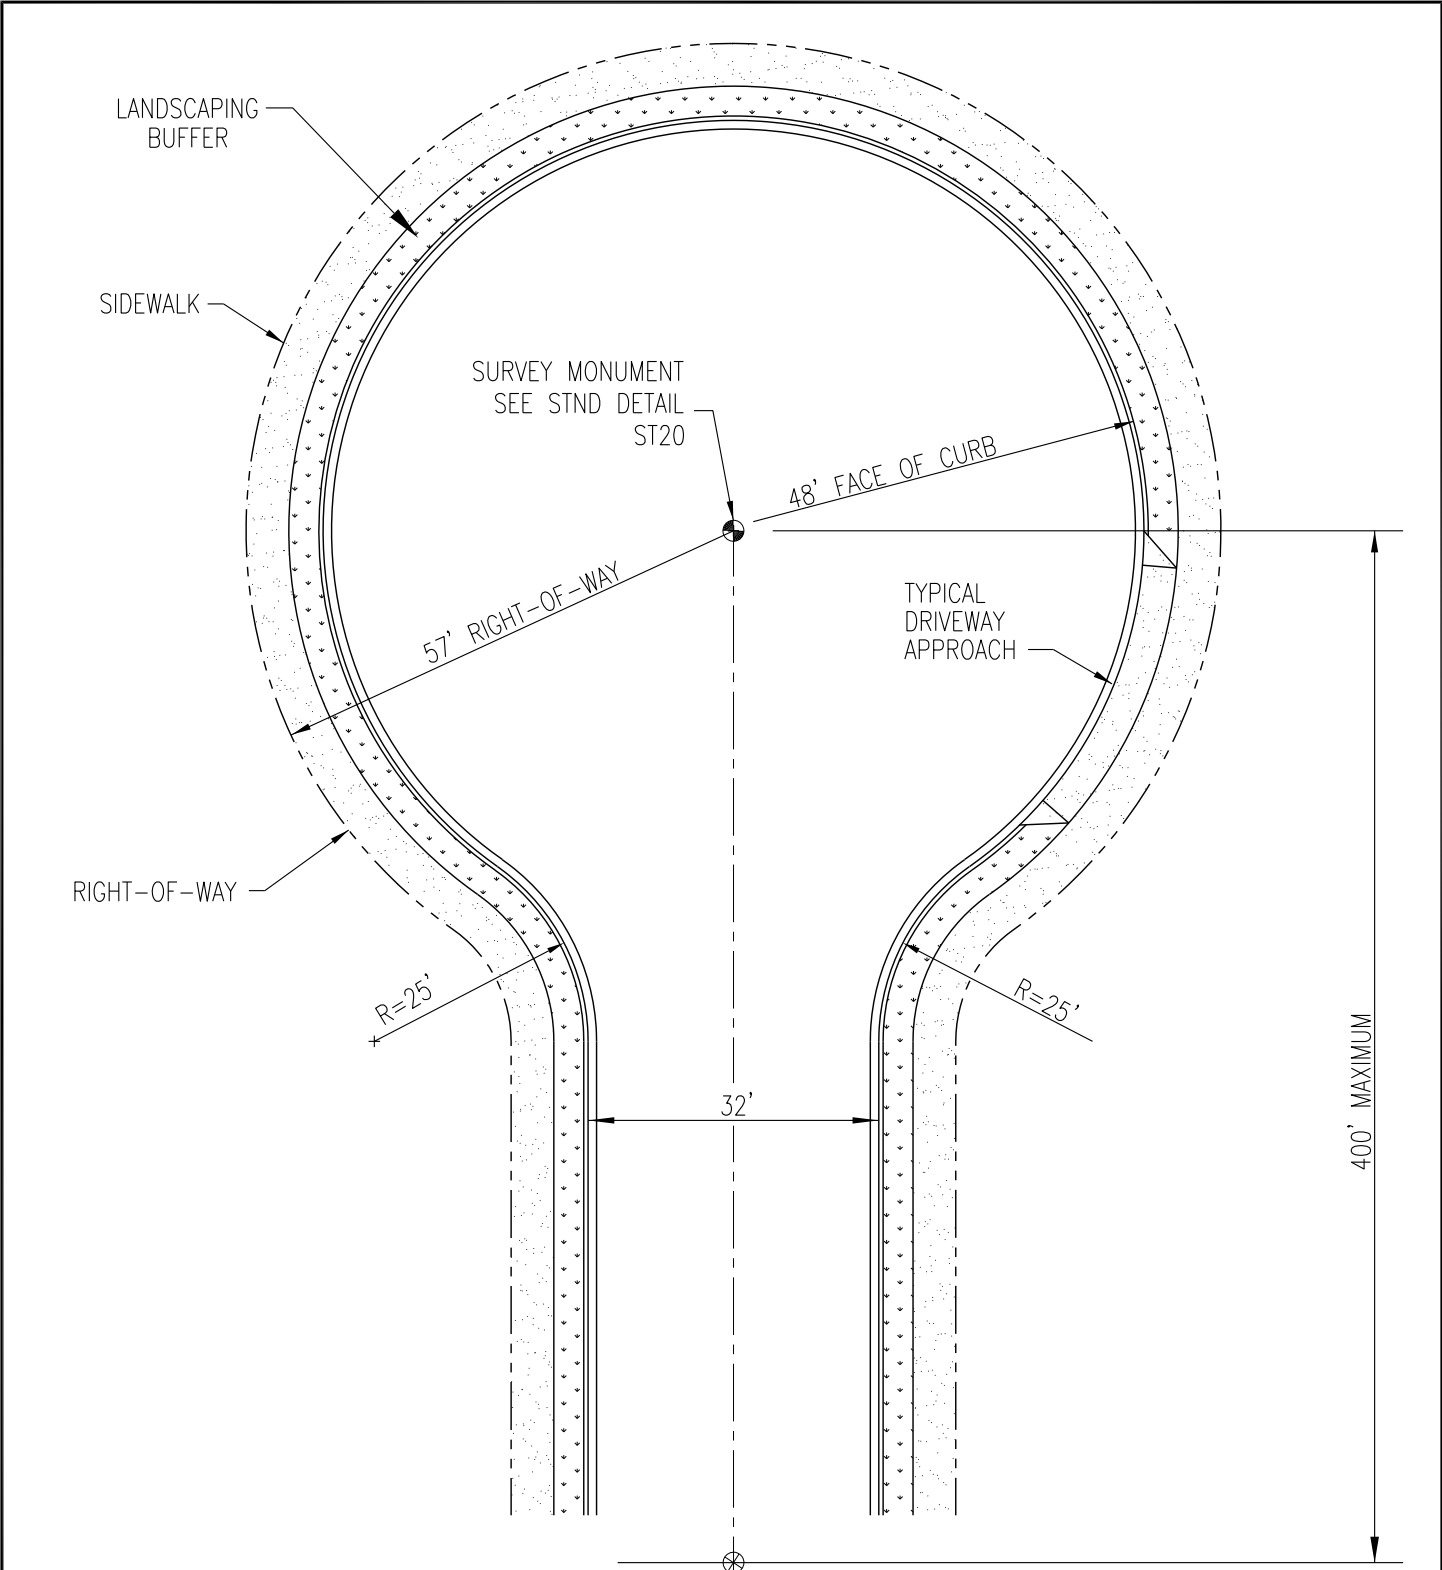 LANDSCAPING
BUFFER
SIDEWALK
SURVEY MONUMENT
SEE STND DETAIL
ST20
48' FACE OF CURB
57' RIGHT-OF-WAY
TYPICAL
DRIVEWAY
APPROACH
RIGHT-OF-WAY
R=25'
R=25'
32'
400' MAXIMUM